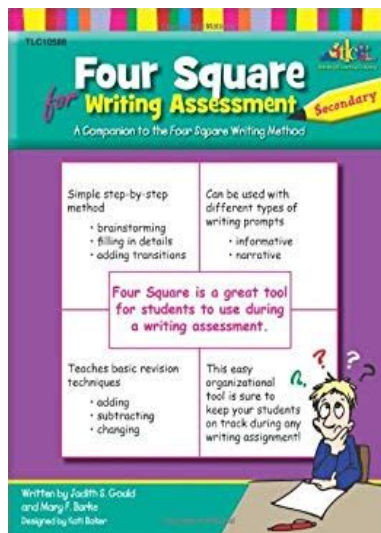 TLC10588
Four Square
for Writing Assessment
Secondary
A Companion to the Four Square Writing Method
Simple step-by-step
method
• brainstorming
• filling in details
• adding transitions
Can be used with
different types of
writing prompts
• informative
• narrative
Four Square is a great tool
for students to use during
a writing assessment.
Teaches basic revision
techniques
• adding
• subtracting
• changing
This easy
organizational
tool is sure to
keep your students
on track during any
writing assignment!
? ? ?
Written by Judith S. Gould
and Mary F. Burke
Designed by Kati Baker